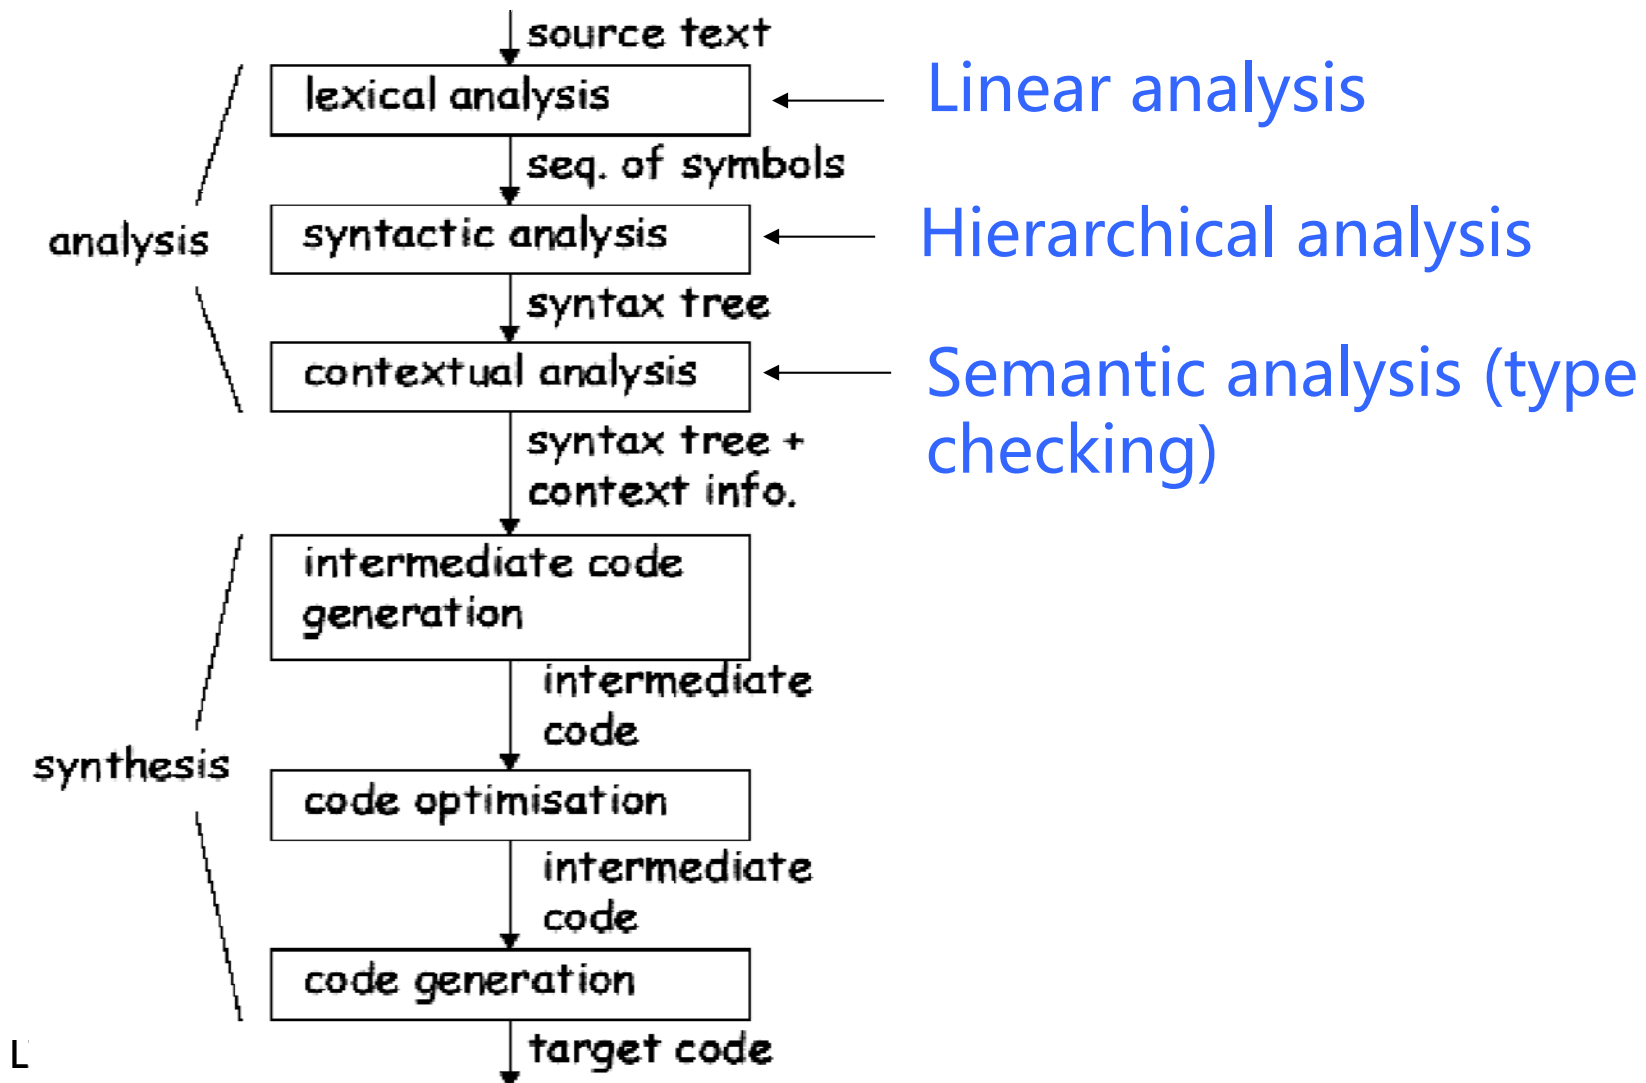 source text
lexical analysis
Linear analysis
seq. of symbols
analysis
syntactic analysis
Hierarchical analysis
syntax tree
contextual analysis
Semantic analysis (type
checking)
syntax tree +
context info.
intermediate code
generation
intermediate
code
synthesis
code optimisation
intermediate
code
code generation
target code
L